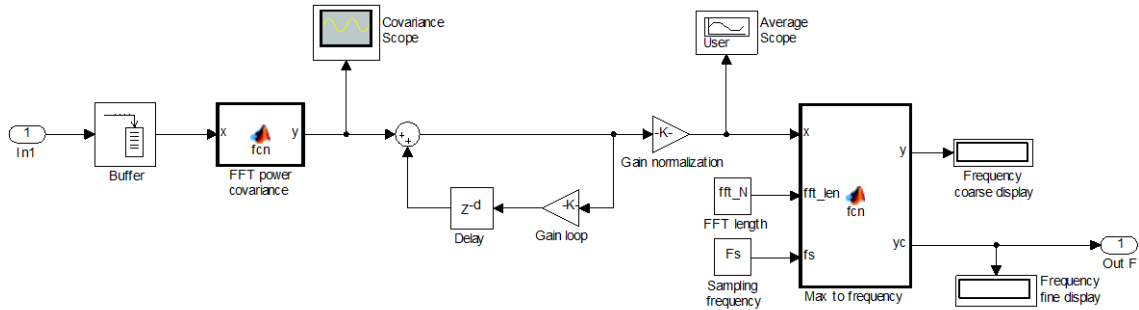 Covariance
Scope
User
Average
Scope
1
In1
Buffer
x
y
fcn
FFT power
covariance
+
+
-K-
Gain normalization
Z-d
Delay
-K-
Gain loop
fft_N
FFT length
Fs
Sampling
frequency
x
fft_len
fs
fcn
y
yc
Max to frequency
Frequency
coarse display
1
Out F
Frequency
fine display